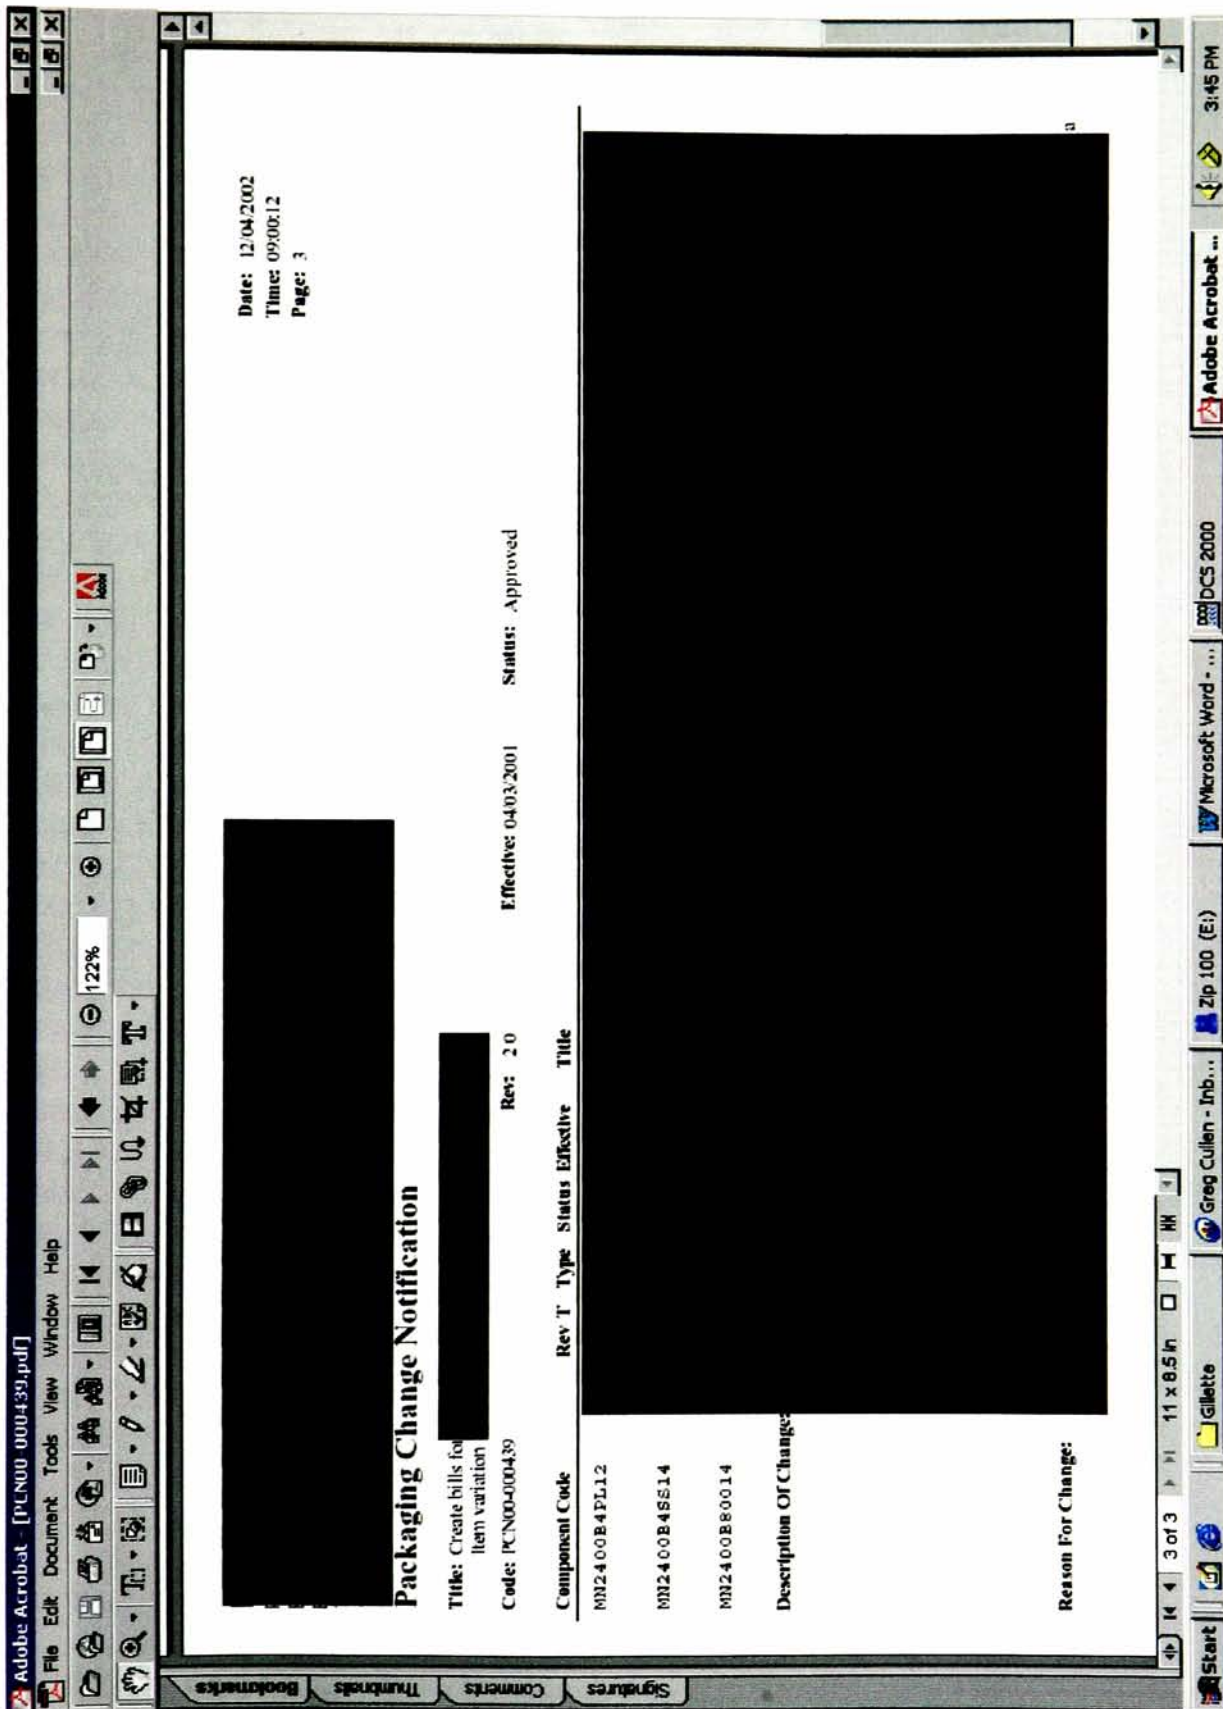 Adobe Acrobat - [PCN00-000439.pdf]
File Edit Document Tools View Window Help
122%
Adobe
Bookmarks
Thumbnails
Comments
Signatures
Date: 12/04/2002
Time: 09:00:12
Page: 3
Packaging Change Notification
Title: Create bills for
Item variation
Code: PCN00-000439 Rev: 2 0 Effective: 04/03/2001 Status: Approved
Component Code Rev T Type Status Effective Title
MN2400B4PL12
MN2400B4SS14
MN2400B80014
Description Of Change:
a
Reason For Change:
3 of 3 11 x 8.5 in
Start Gillette Greg Cullen - Inb... Zip 100 (E:) Microsoft Word - ... DCS 2000 Adobe Acrobat ... 3:45 PM